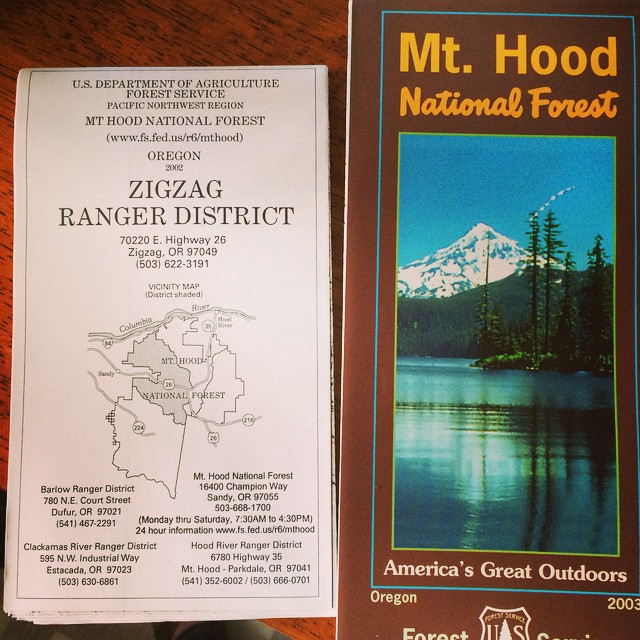 U.S. DEPARTMENT OF AGRICULTURE
FOREST SERVICE
PACIFIC NORTHWEST REGION
MT HOOD NATIONAL FOREST
(www.fs.fed.us/r6/mthood)
OREGON
2002
ZIGZAG
RANGER DISTRICT
70220 E. Highway 26
Zigzag, OR 97049
(503) 622-3191
VICINITY MAP
(District shaded)
Columbia River
Hood
River
35
84
MT. HOOD
Sandy
26
NATIONAL FOREST
224
216
26
Barlow Ranger District
780 N.E. Court Street
Dufur, OR 97021
(541) 467-2291
Mt. Hood National Forest
16400 Champion Way
Sandy, OR 97055
503-668-1700
(Monday thru Saturday, 7:30AM to 4:30PM)
24 hour information www.fs.fed.us/r6/mthood
Clackamas River Ranger District
595 N.W. Industrial Way
Estacada, OR 97023
(503) 630-6861
Hood River Ranger District
6780 Highway 35
Mt. Hood - Parkdale, OR 97041
(541) 352-6002 / (503) 666-0701
Mt. Hood
National Forest
America's Great Outdoors
Oregon
2003
Forest
FOREST SERVICE
U S